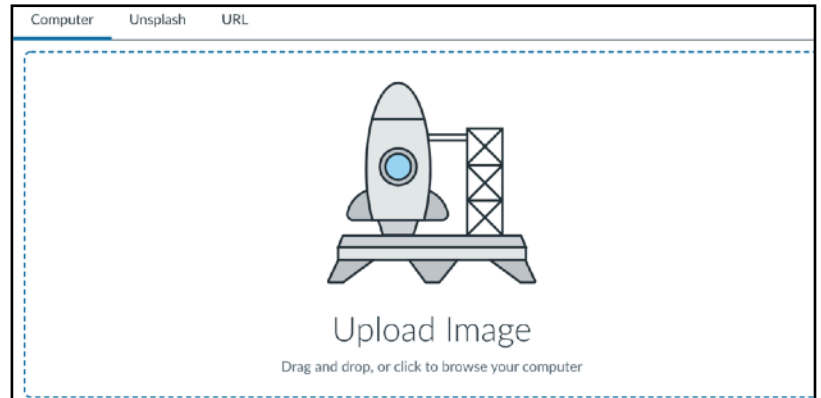 Computer Unsplash URL
Upload Image
Drag and drop, or click to browse your computer